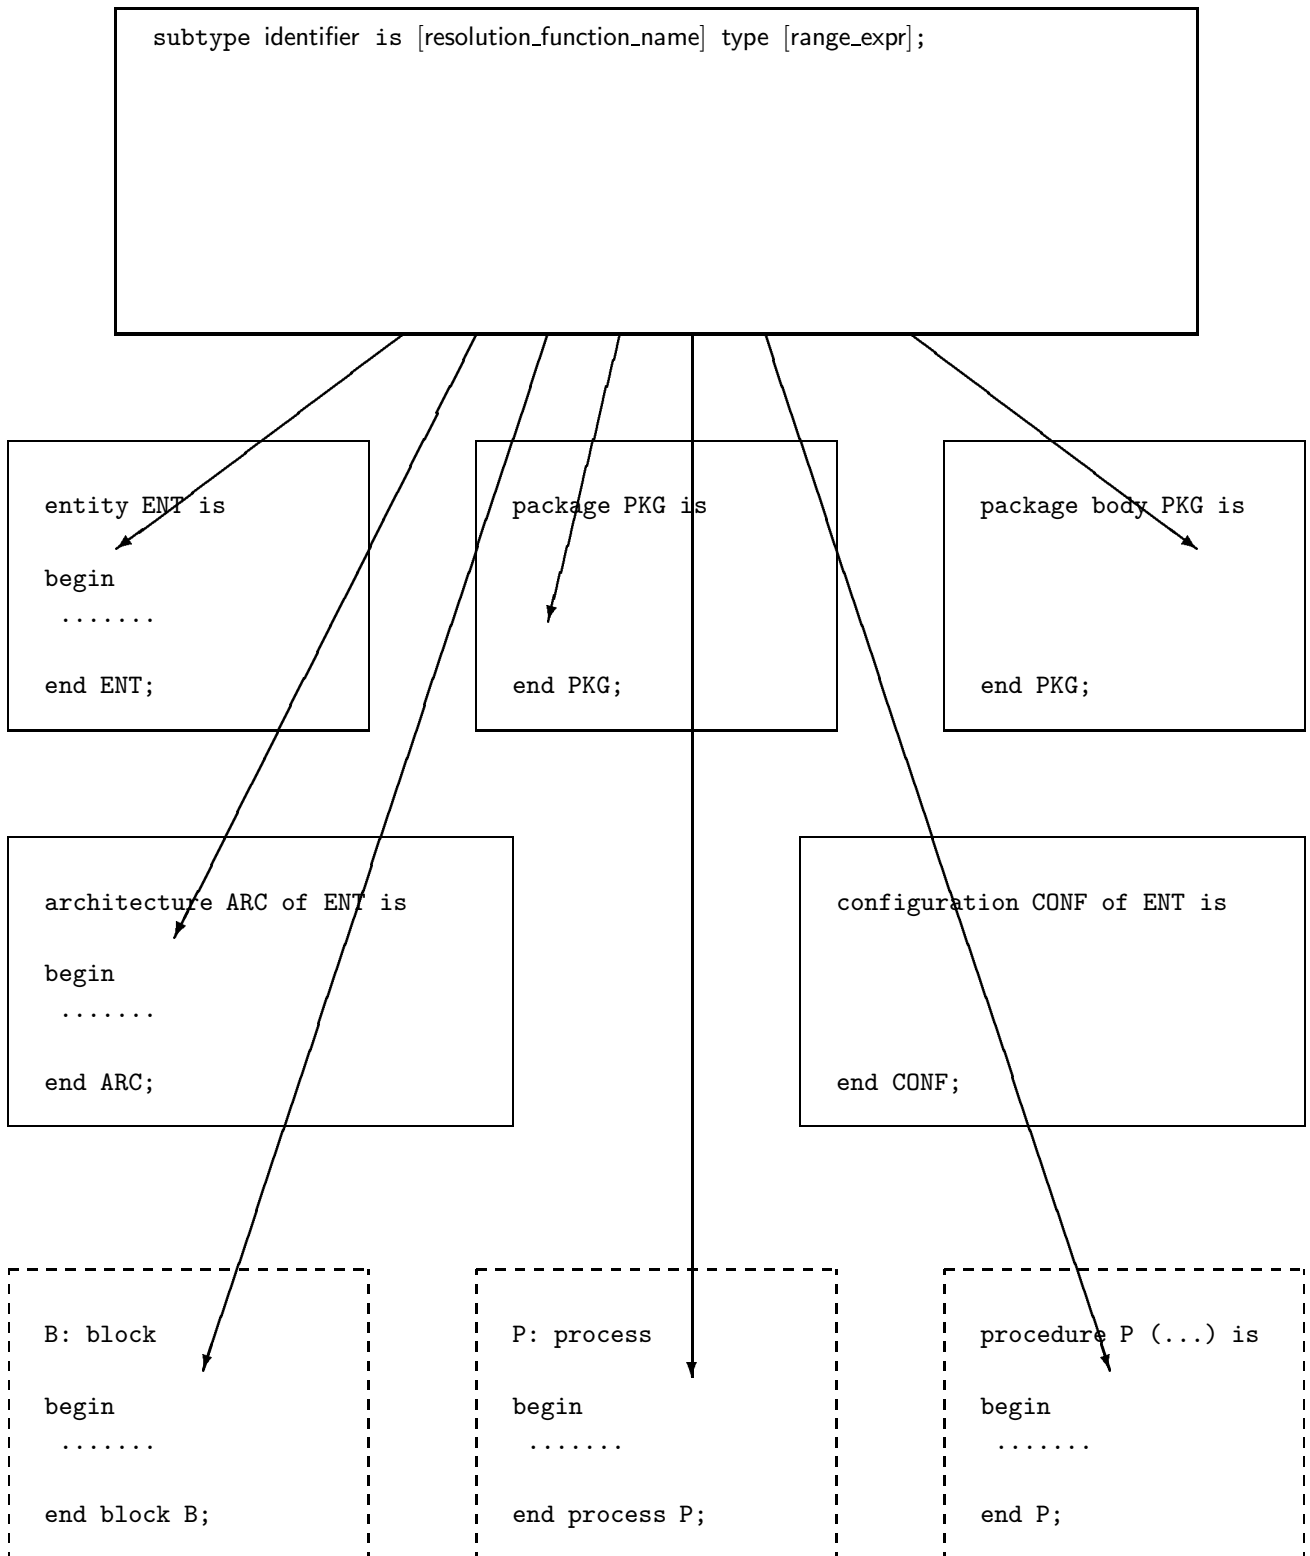 subtype identifier is [resolution_function_name] type [range_expr];
entity ENT is
begin
.......
end ENT;
package PKG is
end PKG;
package body PKG is
end PKG;
architecture ARC of ENT is
begin
.......
end ARC;
configuration CONF of ENT is
end CONF;
B: block
begin
.......
end block B;
P: process
begin
.......
end process P;
procedure P (...) is
begin
.......
end P;